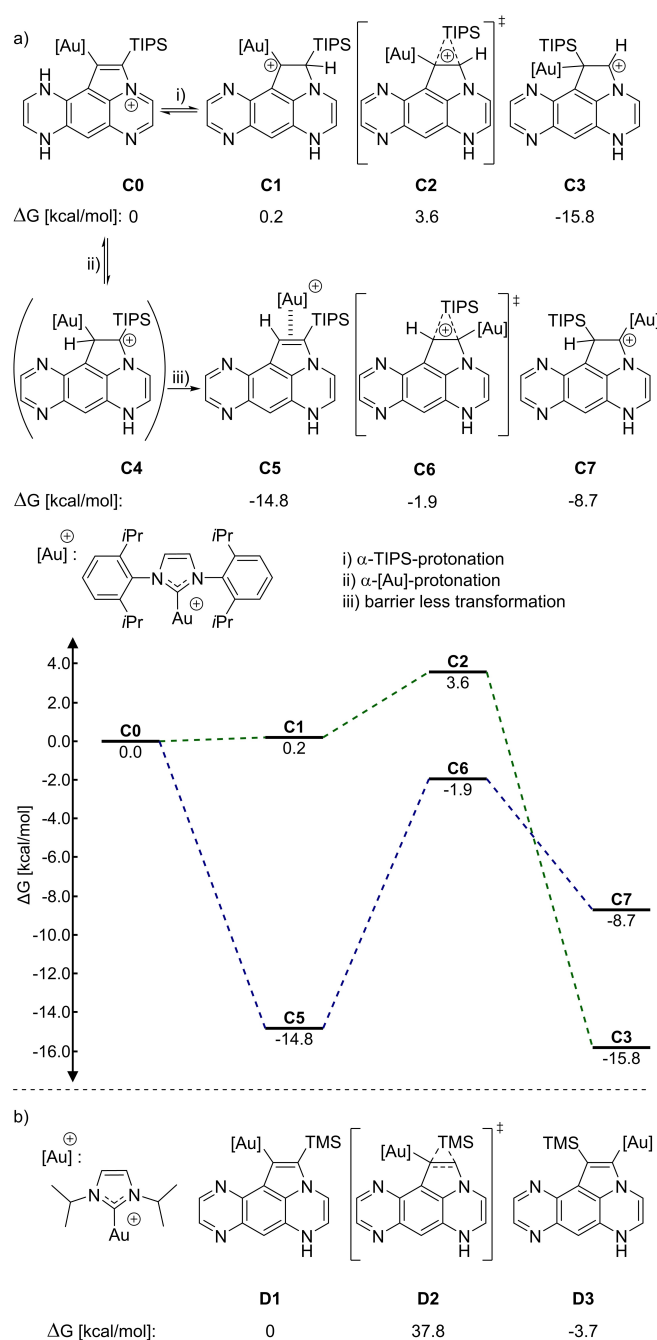 a)
[Au] TIPS
H
N
N
N
N
H
⊕
C0
i)
[Au] TIPS
⊕ H
N
N
N
N
H
C1
TIPS
[Au] ⊕ H
N
N
N
N
H
‡
C2
TIPS H
[Au] ⊕
N
N
N
N
H
C3
ΔG [kcal/mol]: 0 0.2 3.6 -15.8
ii)
[Au] TIPS
H ⊕
N
N
N
N
H
C4
iii)
[Au] ⊕
H TIPS
N
N
N
N
H
C5
TIPS
H ⊕ [Au]
N
N
N
N
H
‡
C6
TIPS [Au]
H ⊕
N
N
N
N
H
C7
ΔG [kcal/mol]: -14.8 -1.9 -8.7
⊕
[Au] :
iPr iPr
N N
iPr Au ⊕ iPr
i) α-TIPS-protonation
ii) α-[Au]-protonation
iii) barrier less transformation
ΔG [kcal/mol]
4.0
2.0
0.0
-2.0
-4.0
-6.0
-8.0
-10.0
-12.0
-14.0
-16.0
C0
0.0
C1
0.2
C2
3.6
C6
-1.9
C7
-8.7
C5
-14.8
C3
-15.8
b)
⊕
[Au] :
N N
Au ⊕
[Au] TMS
N
N
N
N
H
D1
TMS
[Au]
N
N
N
N
H
‡
D2
TMS [Au]
N
N
N
N
H
D3
ΔG [kcal/mol]: 0 37.8 -3.7